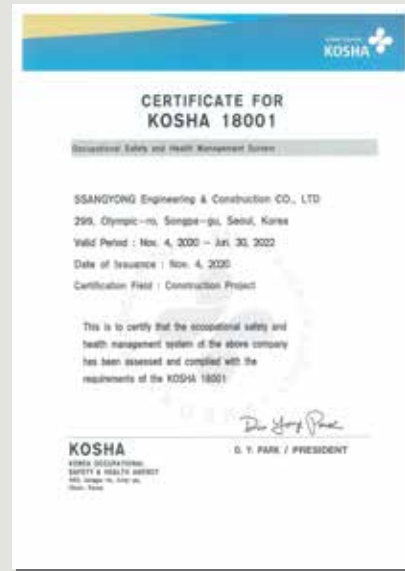 KOSHA
CERTIFICATE FOR
KOSHA 18001
Occupational Safety and Health Management System
SSANGYONG Engineering & Construction CO., LTD
299, Olympic-ro, Songpa-gu, Seoul, Korea
Valid Period : Nov. 4, 2020 ~ Jun. 30, 2022
Date of Issuance : Nov. 4, 2020
Certification Field : Construction Project
This is to certify that the occupational safety and
health management system of the above company
has been assessed and complied with the
requirements of the KOSHA 18001
KOSHA
D. Y. PARK / PRESIDENT
KOREA OCCUPATIONAL
SAFETY & HEALTH AGENCY